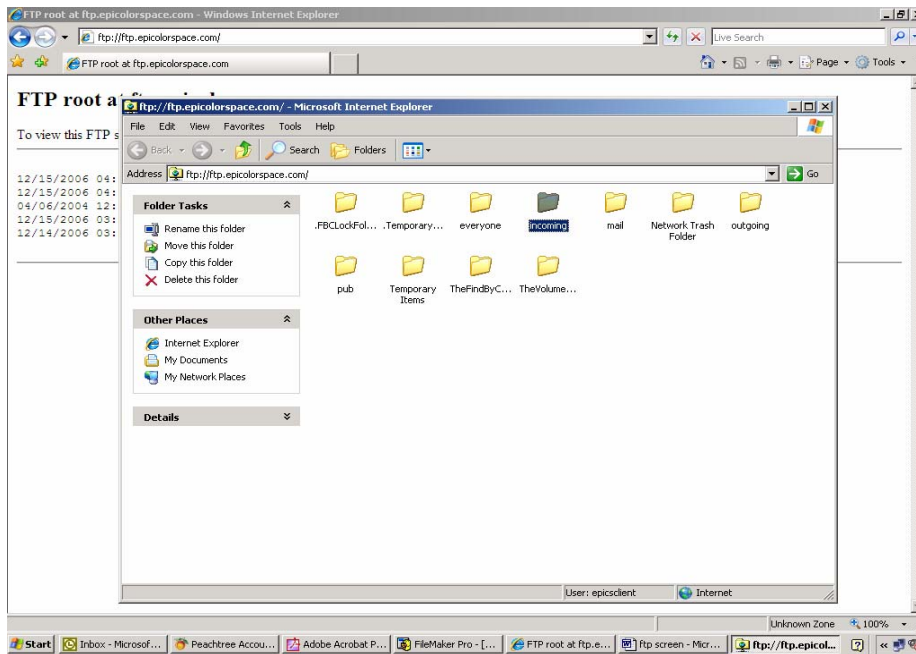 FTP root at ftp.epicolorspace.com - Windows Internet Explorer
ftp://ftp.epicolorspace.com/
Live Search
FTP root at ftp.epicolorspace.com
Page
Tools
FTP root a
To view this FTP s
12/15/2006 04:
12/15/2006 04:
04/06/2004 12:
12/15/2006 03:
12/14/2006 03:
ftp://ftp.epicolorspace.com/ - Microsoft Internet Explorer
File Edit View Favorites Tools Help
Back Search Folders
Address ftp://ftp.epicolorspace.com/ Go
Folder Tasks
Rename this folder
Move this folder
Copy this folder
Delete this folder
Other Places
Internet Explorer
My Documents
My Network Places
Details
.FBCLockFol... .Temporary... everyone incoming mail Network Trash Folder outgoing
pub Temporary Items TheFindByC... TheVolume...
User: epicsclient Internet
Unknown Zone 100%
Start Inbox - Microsof... Peachtree Accou... Adobe Acrobat P... FileMaker Pro - [... FTP root at ftp.e... ftp screen - Micr... ftp://ftp.epicol...